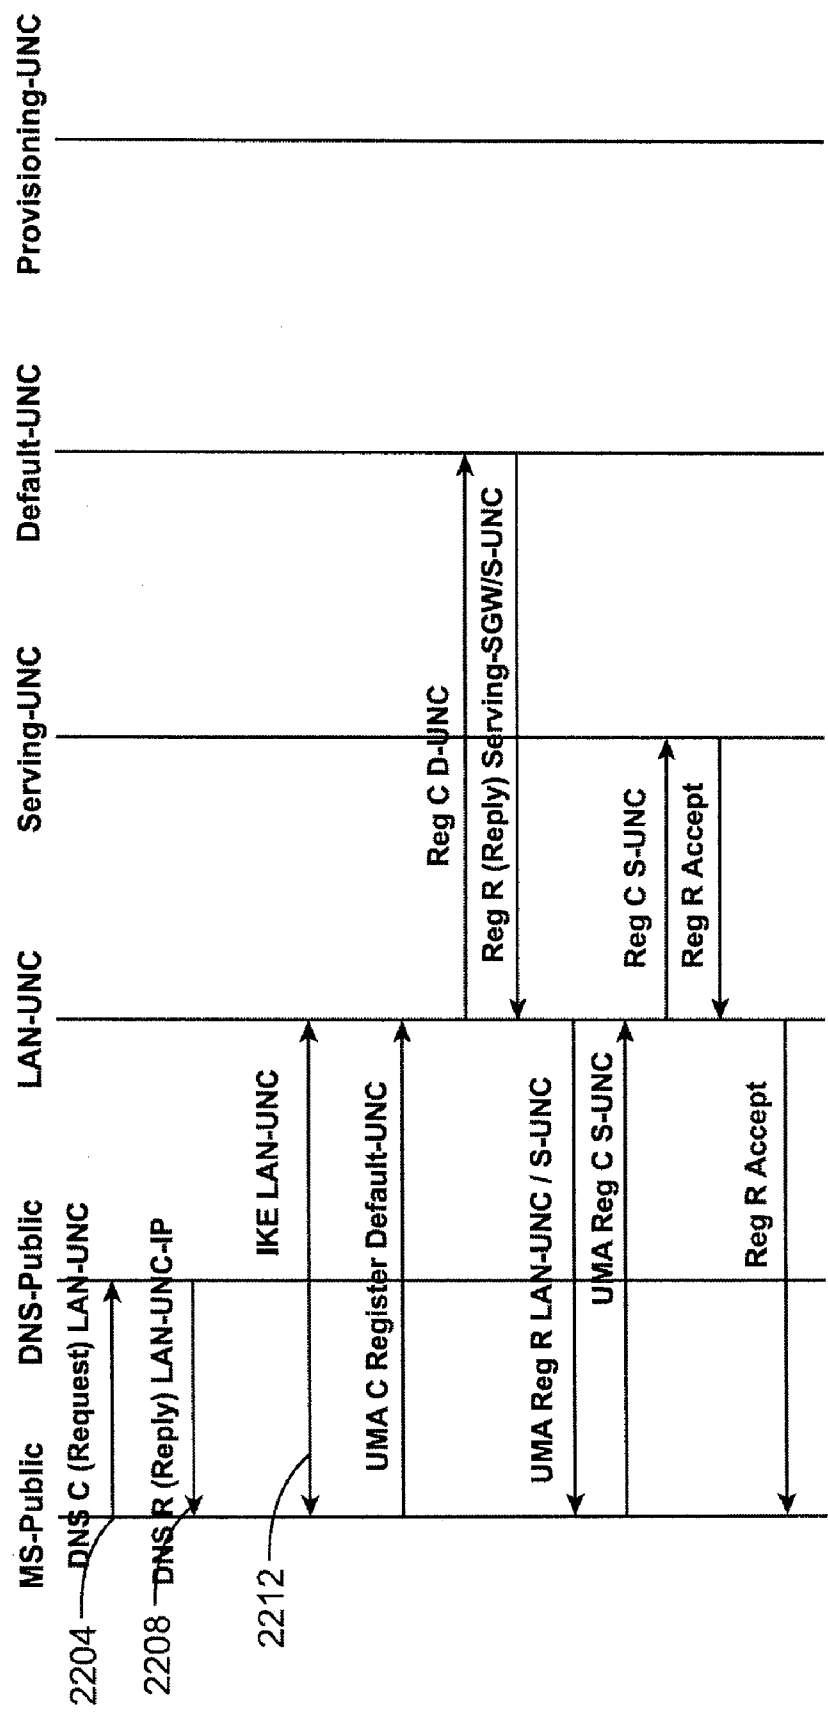 MS-Public
DNS-Public
LAN-UNC
Serving-UNC
Default-UNC
Provisioning-UNC
DNS C (Request) LAN-UNC
2204
DNS R (Reply) LAN-UNC-IP
2208
IKE LAN-UNC
2212
UMA C Register Default-UNC
Reg C D-UNC
Reg R (Reply) Serving-SGW/S-UNC
UMA Reg R LAN-UNC / S-UNC
UMA Reg C S-UNC
Reg C S-UNC
Reg R Accept
Reg R Accept